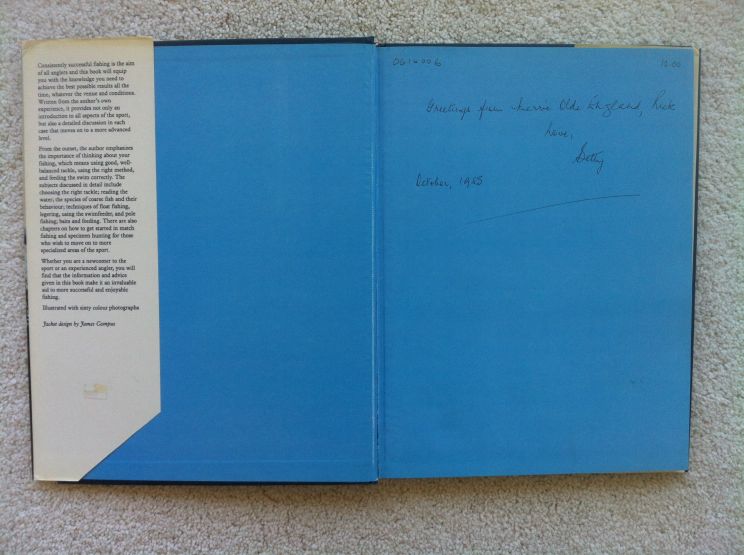 Consistently successful fishing is the aim
of all anglers and this book will equip
you with the knowledge you need to
achieve the best possible results all the
time, whatever the venue and conditions.
Written from the author's own
experience, it provides not only an
introduction to all aspects of the sport,
but also a detailed discussion in each
case that moves on to a more advanced
level.
From the outset, the author emphasizes
the importance of thinking about your
fishing, which means using good, well-
balanced tackle, using the right method,
and feeding the swim correctly. The
subjects discussed in detail include
choosing the right tackle; reading the
water, the species of coarse fish and their
behaviour; techniques of float fishing,
legering, using the swimfeeder, and pole
fishing; baits and feeding. There are also
chapters on how to get started in match
fishing and specimen hunting for those
who wish to move on to more
specialized areas of the sport.
Whether you are a newcomer to the
sport or an experienced angler, you will
find that the information and advice
given in this book make it an invaluable
aid to more successful and enjoyable
fishing.
Illustrated with sixty colour photographs
Jacket design by James Campus
0616006
12.00
Greetings from Merrie Olde England, Rick
Love,
Betty
October, 1985